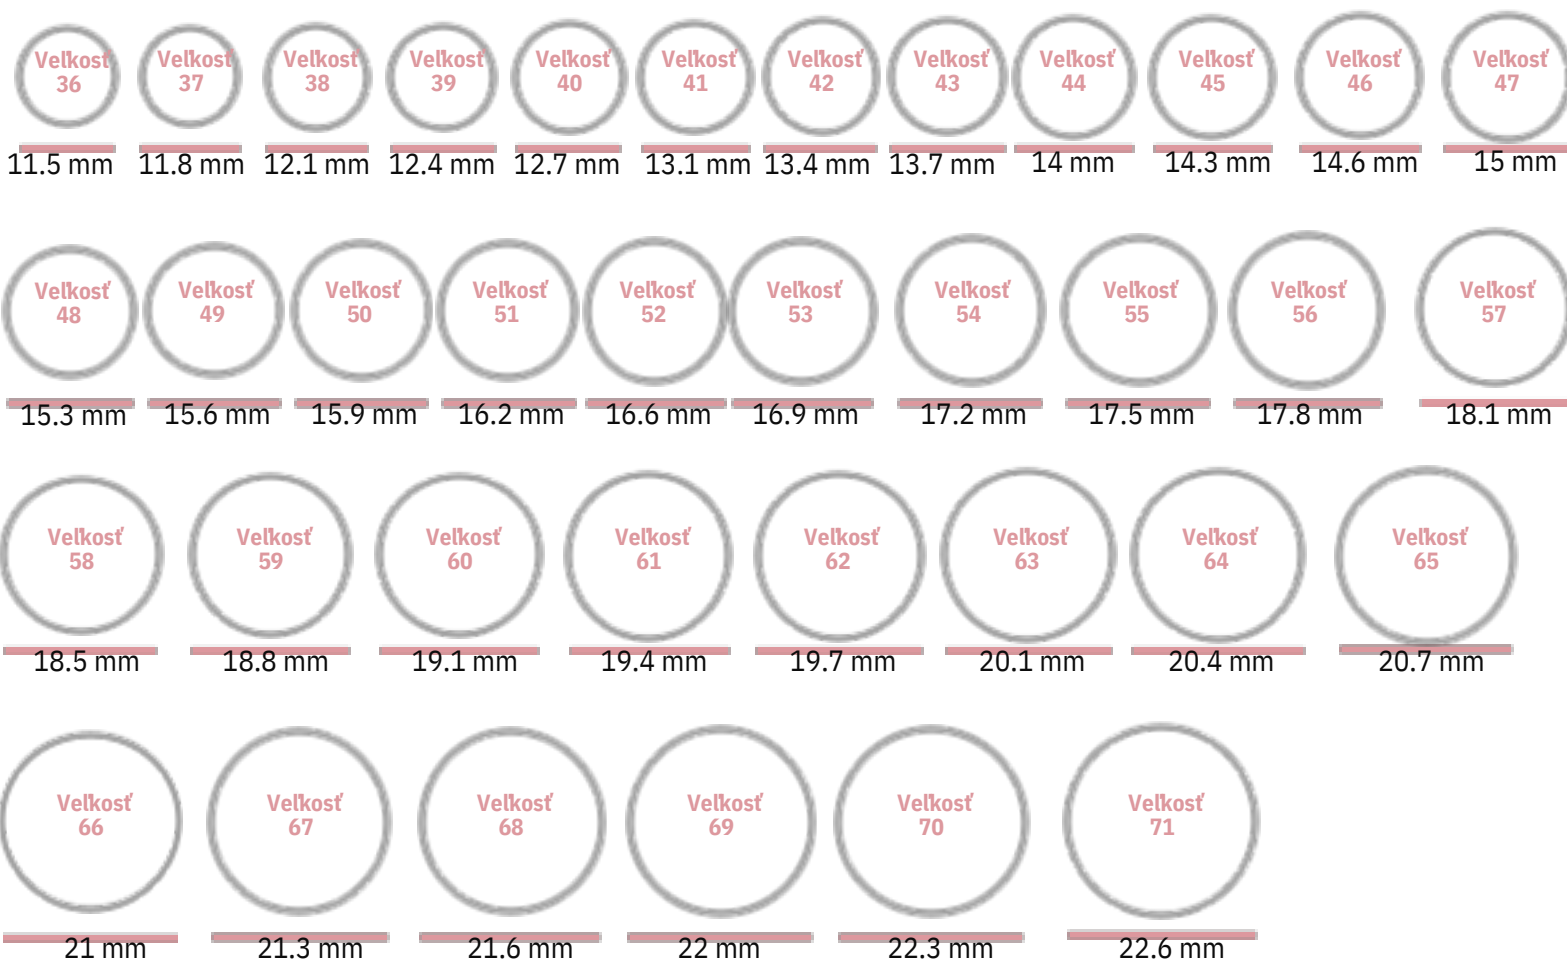 Veľkosť Veľkosť Veľkosť Veľkosť Veľkosť Veľkosť Veľkosť Veľkosť Veľkosť Veľkosť Veľkosť Veľkosť
36 37 38 39 40 41 42 43 44 45 46 47
11.5 mm 11.8 mm 12.1 mm 12.4 mm 12.7 mm 13.1 mm 13.4 mm 13.7 mm 14 mm 14.3 mm 14.6 mm 15 mm
Veľkosť Veľkosť Veľkosť Veľkosť Veľkosť Veľkosť Veľkosť Veľkosť Veľkosť Veľkosť
48 49 50 51 52 53 54 55 56 57
15.3 mm 15.6 mm 15.9 mm 16.2 mm 16.6 mm 16.9 mm 17.2 mm 17.5 mm 17.8 mm 18.1 mm
Veľkosť Veľkosť Veľkosť Veľkosť Veľkosť Veľkosť Veľkosť Veľkosť
58 59 60 61 62 63 64 65
18.5 mm 18.8 mm 19.1 mm 19.4 mm 19.7 mm 20.1 mm 20.4 mm 20.7 mm
Veľkosť Veľkosť Veľkosť Veľkosť Veľkosť Veľkosť
66 67 68 69 70 71
21 mm 21.3 mm 21.6 mm 22 mm 22.3 mm 22.6 mm